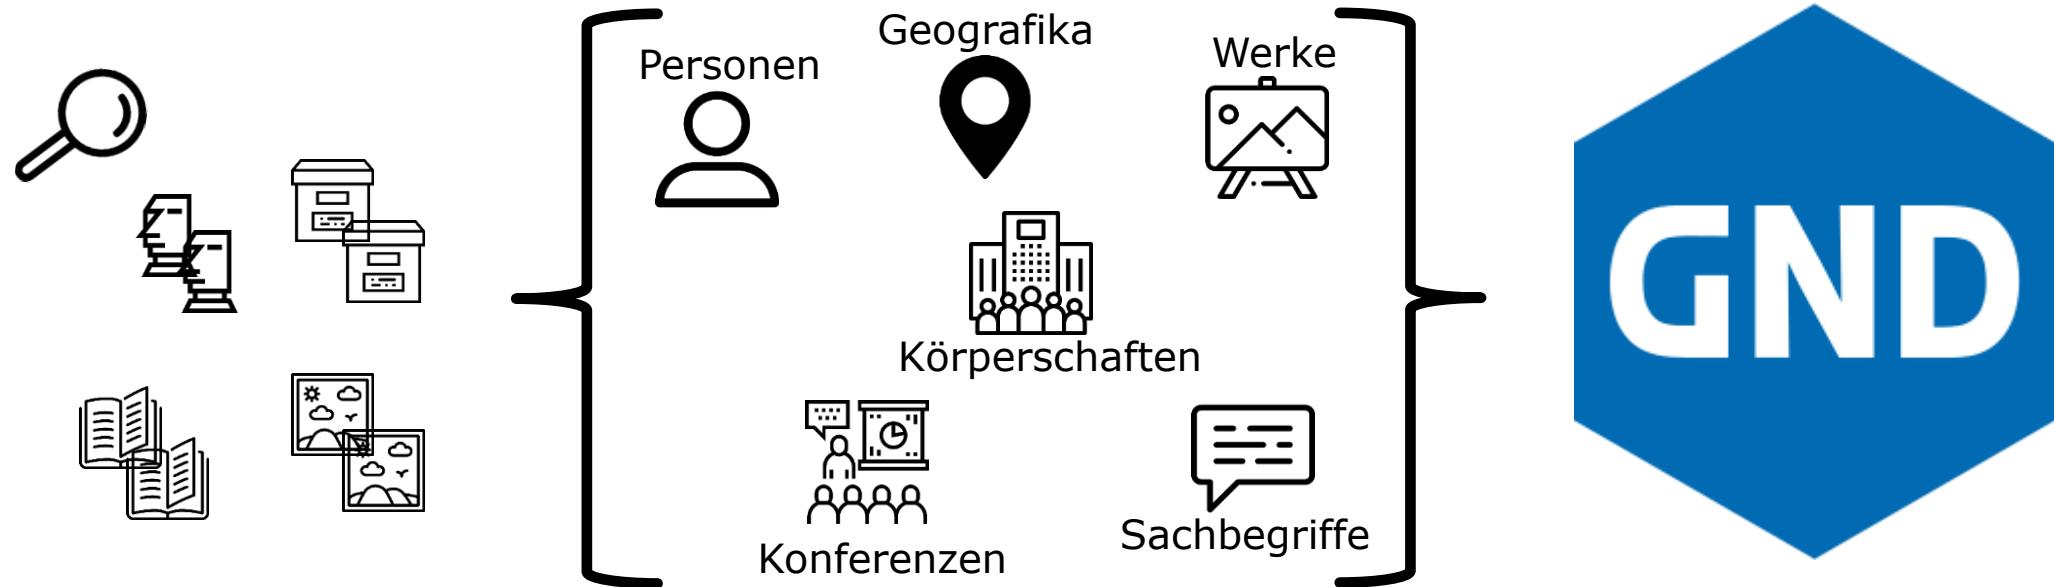 Personen
Geografika
Werke
Körperschaften
Konferenzen
Sachbegriffe
GND